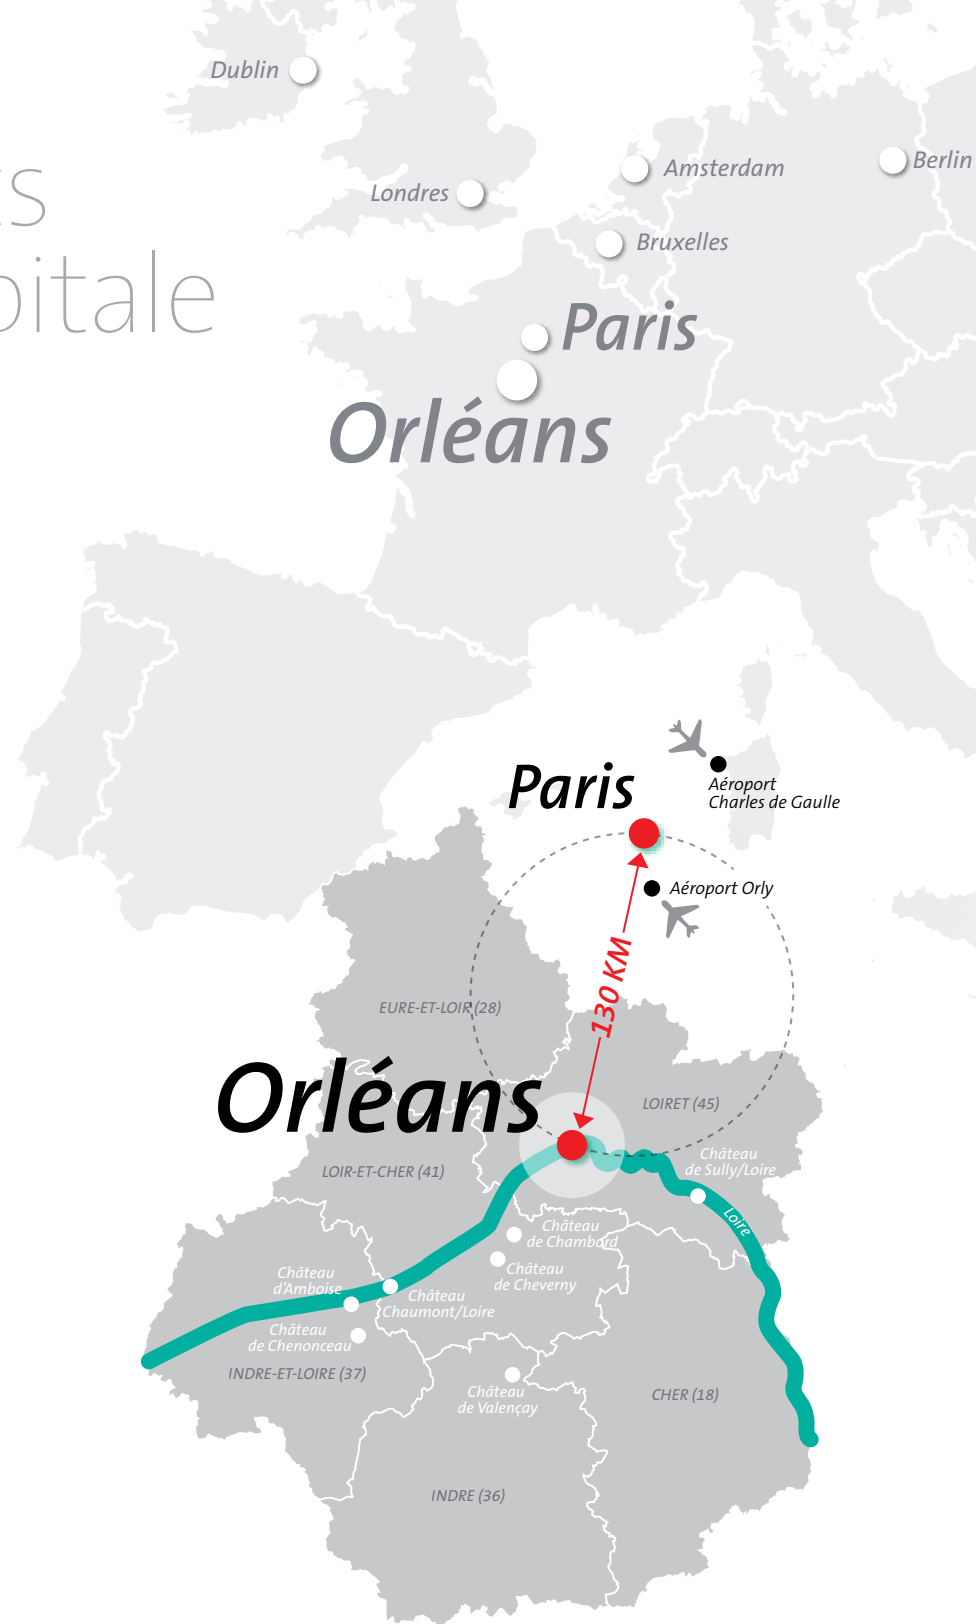 Dublin
Amsterdam
Berlin
Londres
Bruxelles
Paris
Orléans
Aéroport
Charles de Gaulle
Paris
Aéroport Orly
130 KM
EURE-ET-LOIR (28)
Orléans
LOIRET (45)
Château
de Sully/Loire
LOIR-ET-CHER (41)
Loire
Château
de Chambord
Château
de Cheverny
Château
d'Amboise
Château
Chaumont/Loire
Château
de Chenonceau
INDRE-ET-LOIRE (37)
Château
de Valençay
CHER (18)
INDRE (36)